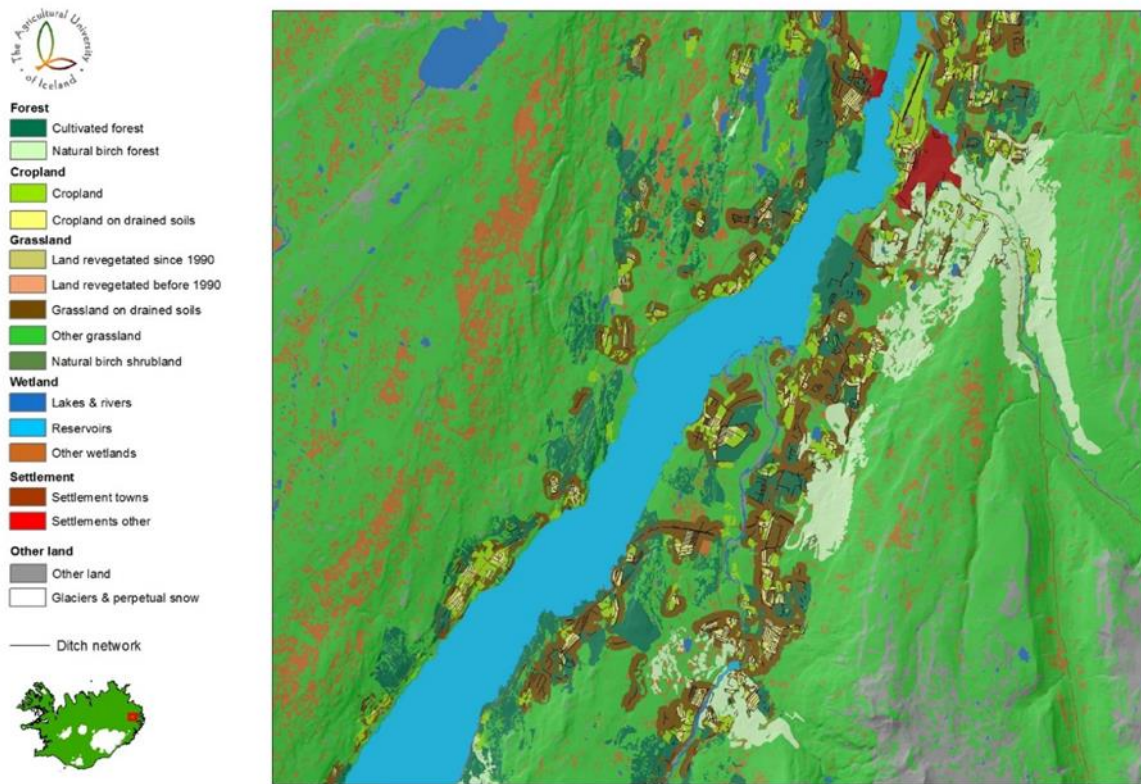 The Agricultural University
of Iceland
Forest
Cultivated forest
Natural birch forest
Cropland
Cropland
Cropland on drained soils
Grassland
Land revegetated since 1990
Land revegetated before 1990
Grassland on drained soils
Other grassland
Natural birch shrubland
Wetland
Lakes & rivers
Reservoirs
Other wetlands
Settlement
Settlement towns
Settlements other
Other land
Other land
Glaciers & perpetual snow
Ditch network